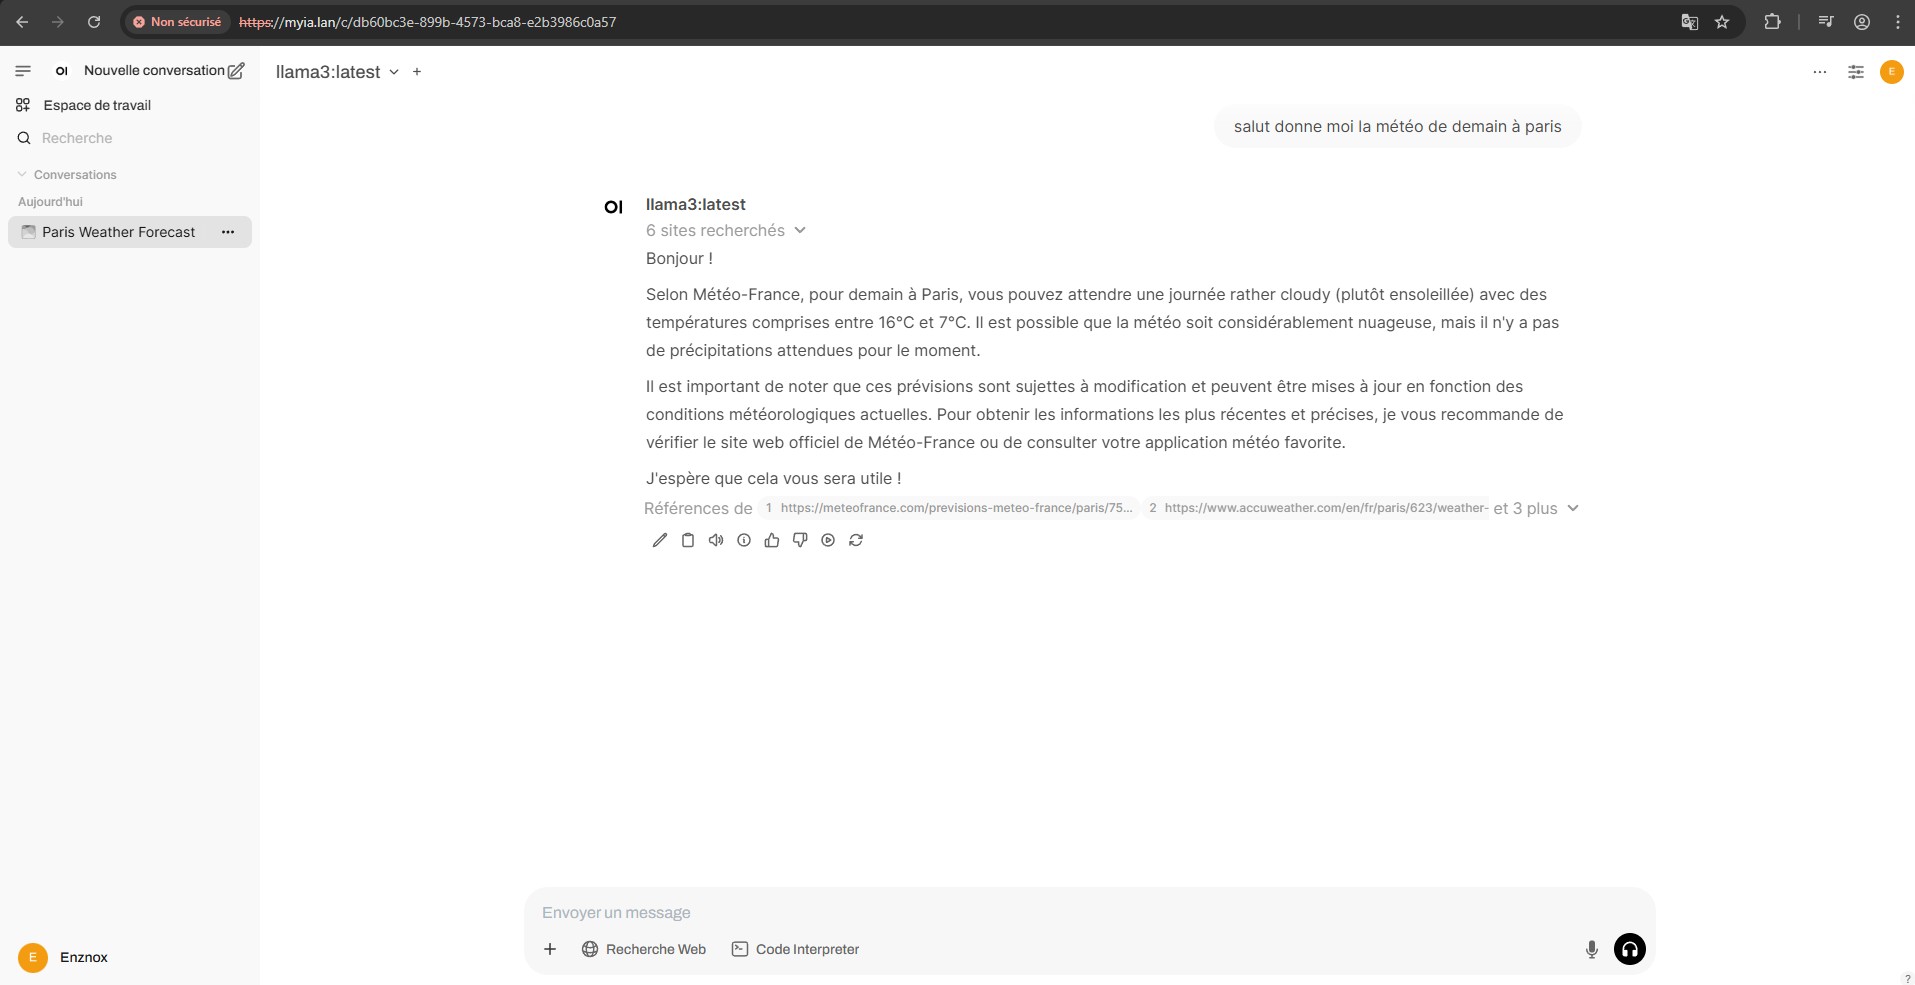 Non sécurisé https://myia.lan/c/db60bc3e-899b-4573-bca8-e2b3986c0a57
OI Nouvelle conversation
Espace de travail
Recherche
Conversations
Aujourd'hui
Paris Weather Forecast
Enznox
E
llama3:latest
E
salut donne moi la météo de demain à paris
OI llama3:latest
6 sites recherchés
Bonjour !
Selon Météo-France, pour demain à Paris, vous pouvez attendre une journée rather cloudy (plutôt ensoleillée) avec des
températures comprises entre 16°C et 7°C. Il est possible que la météo soit considérablement nuageuse, mais il n'y a pas
de précipitations attendues pour le moment.
Il est important de noter que ces prévisions sont sujettes à modification et peuvent être mises à jour en fonction des
conditions météorologiques actuelles. Pour obtenir les informations les plus récentes et précises, je vous recommande de
vérifier le site web officiel de Météo-France ou de consulter votre application météo favorite.
J'espère que cela vous sera utile !
Références de 1 https://meteofrance.com/previsions-meteo-france/paris/75... 2 https://www.accuweather.com/en/fr/paris/623/weather- et 3 plus
Envoyer un message
Recherche Web Code Interpreter
?